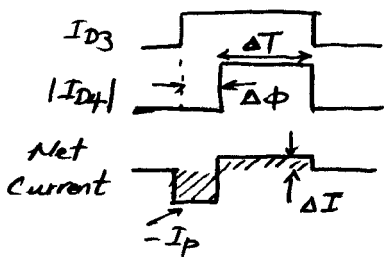 I_D3
ΔT
|I_D4|
Δφ
Net
Current
ΔI
-I_p